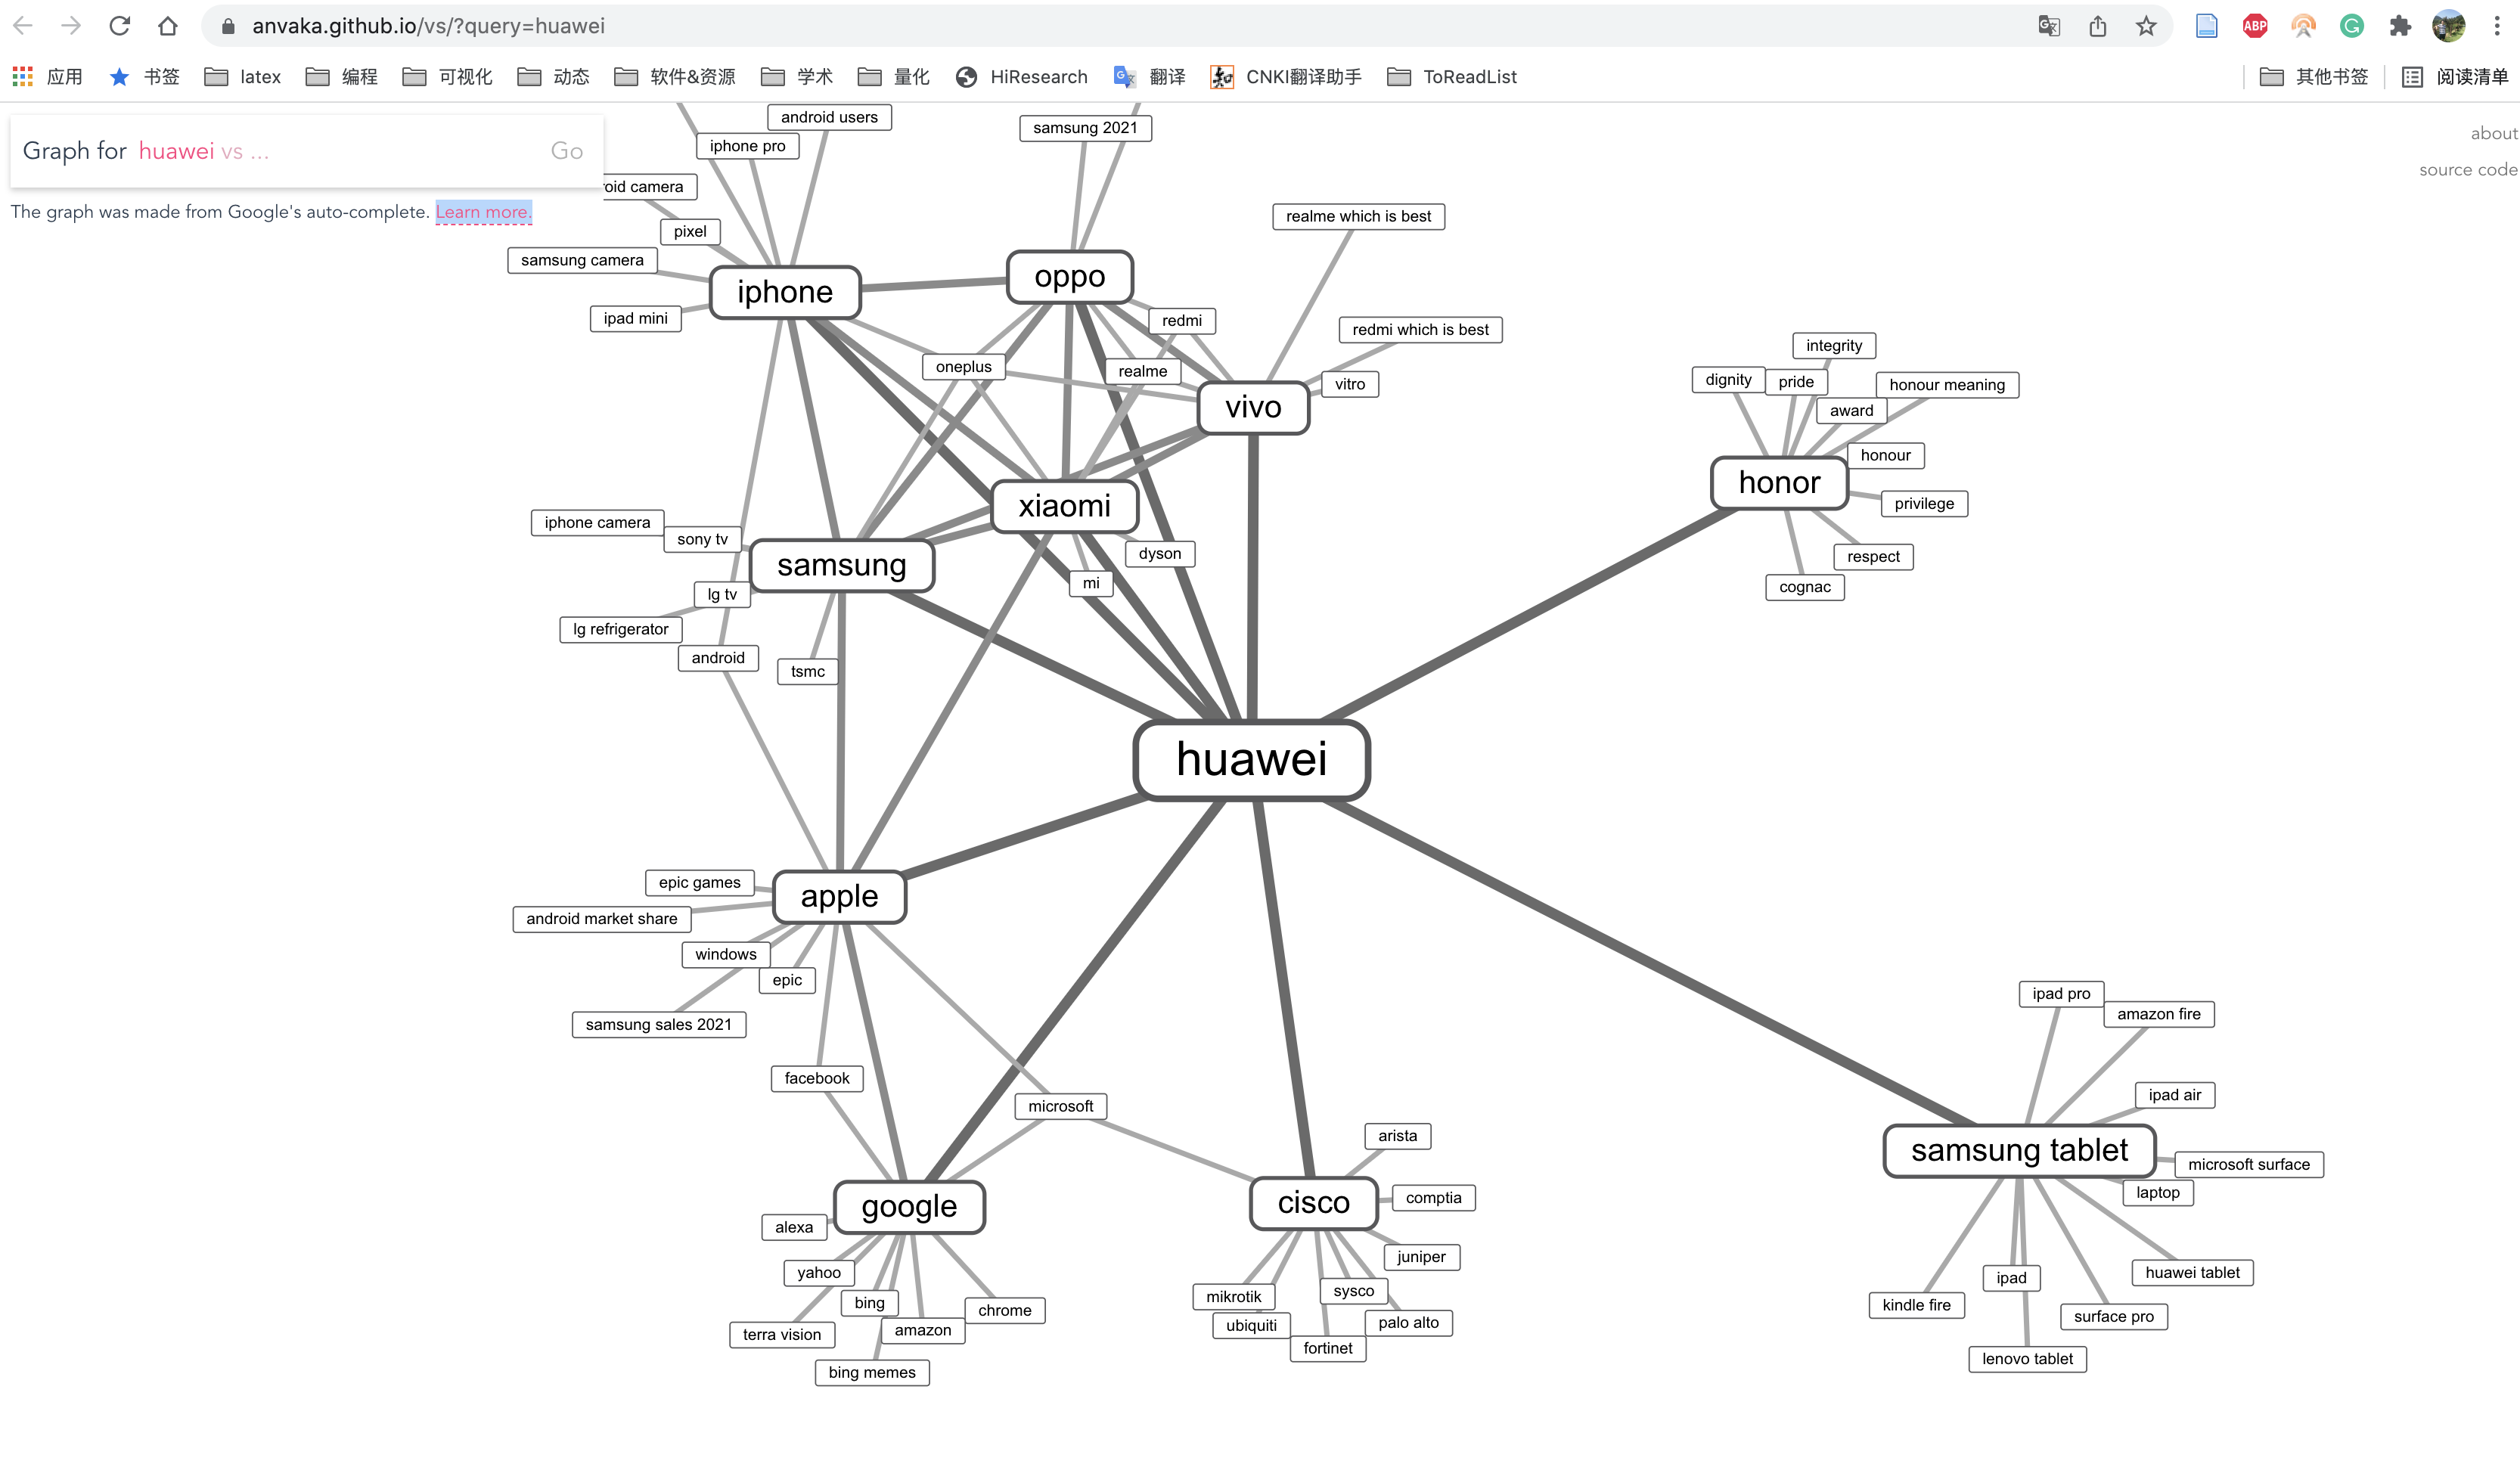 anvaka.github.io/vs/?query=huawei
ABP
应用
书签
latex
编程
可视化
动态
软件&资源
学术
量化
HiResearch
翻译
CNKI翻译助手
ToReadList
其他书签
阅读清单
Graph for huawei vs ... Go
The graph was made from Google's auto-complete. Learn more.
about
source code
android users
iphone pro
samsung 2021
oid camera
pixel
samsung camera
realme which is best
iphone
oppo
ipad mini
redmi
redmi which is best
oneplus
realme
vitro
vivo
integrity
dignity
pride
honour meaning
award
honour
honor
privilege
respect
cognac
xiaomi
iphone camera
sony tv
samsung
dyson
mi
lg tv
lg refrigerator
android
tsmc
huawei
epic games
apple
android market share
windows
epic
samsung sales 2021
facebook
microsoft
ipad pro
amazon fire
ipad air
samsung tablet
microsoft surface
laptop
huawei tablet
ipad
kindle fire
surface pro
lenovo tablet
arista
cisco
comptia
juniper
mikrotik
sysco
ubiquiti
palo alto
fortinet
google
alexa
yahoo
bing
chrome
terra vision
amazon
bing memes